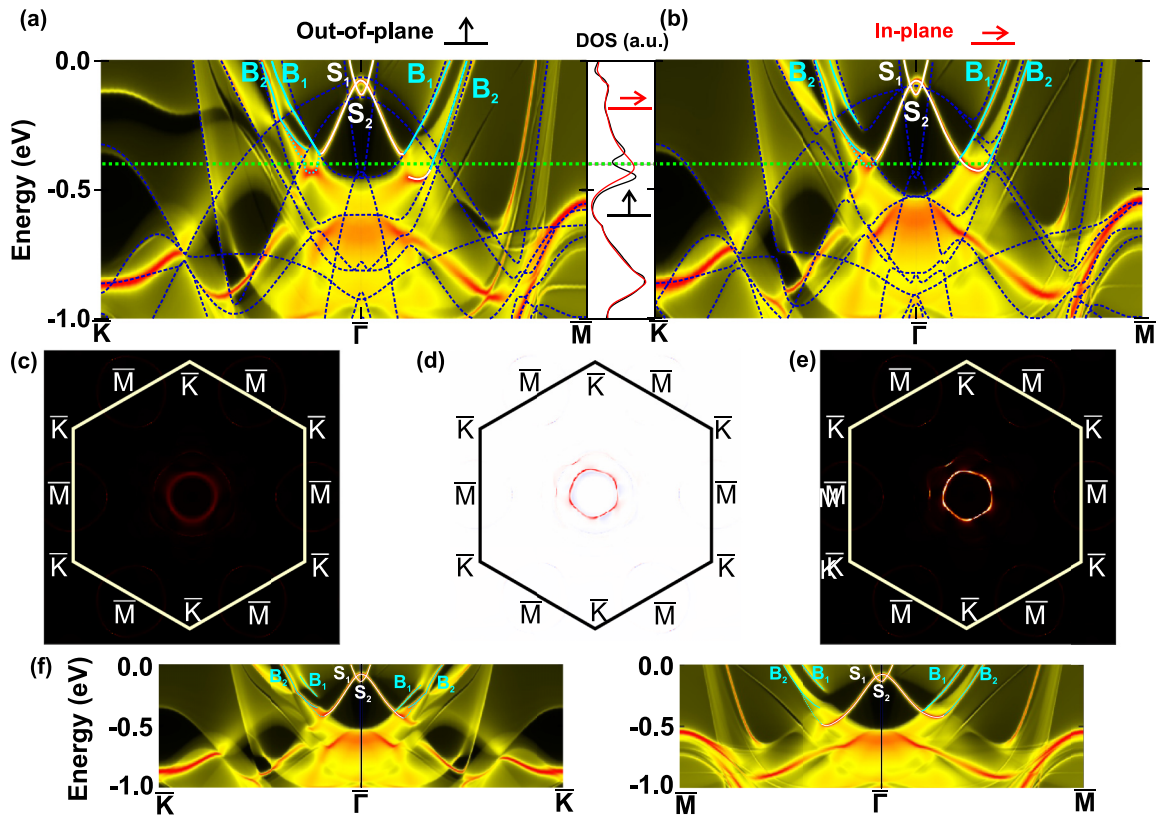 (a) Out-of-plane DOS (a.u.) (b) In-plane
0.0 B₂ B₁ S₁ B₁ B₂ B₂ B₁ S₁ B₁ B₂
S₂ S₂
Energy (eV)
-0.5
-1.0
K̅ Γ̅ M̅ K̅ Γ̅ M̅
(c) (d) (e)
M̅ K̅ M̅ M̅ K̅ M̅ M̅ K̅ M̅
K̅ K̅ K̅ K̅ K̅ K̅
M̅ M̅ M̅ M̅ M M̅ M̅
K̅ K̅ K̅ K̅ K K̅ K̅
M̅ K̅ M̅ M̅ K̅ M̅ M̅ K̅ M̅
(f)
0.0 B₂ B₁ S₁ B₁ B₂ 0.0 B₂ B₁ S₁ B₁ B₂
S₂ S₂
Energy (eV)
-0.5 -0.5
-1.0 -1.0
K̅ Γ̅ K̅ M̅ Γ̅ M̅